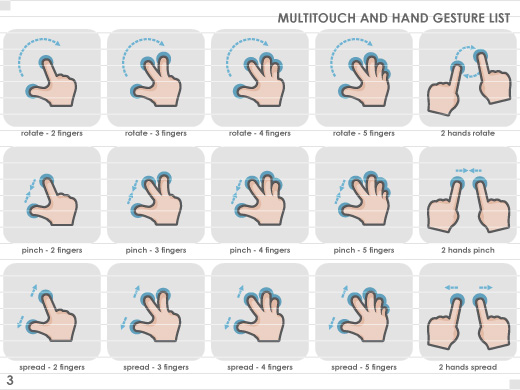 MULTITOUCH AND HAND GESTURE LIST
rotate - 2 fingers
rotate - 3 fingers
rotate - 4 fingers
rotate - 5 fingers
2 hands rotate
pinch - 2 fingers
pinch - 3 fingers
pinch - 4 fingers
pinch - 5 fingers
2 hands pinch
spread - 2 fingers
spread - 3 fingers
spread - 4 fingers
spread - 5 fingers
2 hands spread
3